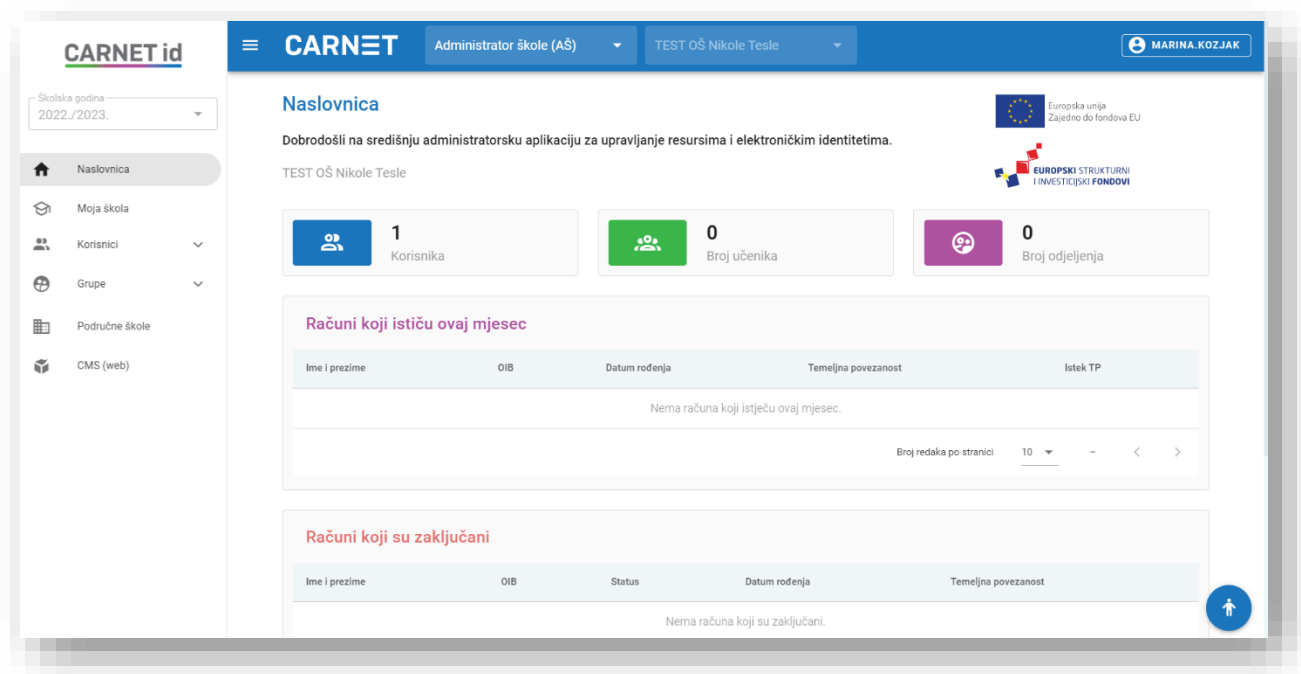 CARNET id
Školska godina
2022./2023.
Naslovnica
Moja škola
Korisnici
Grupe
Područne škole
CMS (web)
CARNET
Administrator škole (AŠ)
TEST OŠ Nikole Tesle
MARINA.KOZJAK
Naslovnica
Dobrodošli na središnju administratorsku aplikaciju za upravljanje resursima i elektroničkim identitetima.
TEST OŠ Nikole Tesle
Europska unija
Zajedno do fondova EU
EUROPSKI STRUKTURNI
I INVESTICIJSKI FONDOVI
1
Korisnika
0
Broj učenika
0
Broj odjeljenja
Računi koji ističu ovaj mjesec
Ime i prezime OIB Datum rođenja Temeljna povezanost Istek TP
Nema računa koji istječu ovaj mjesec.
Broj redaka po stranici 10 –
Računi koji su zaključani
Ime i prezime OIB Status Datum rođenja Temeljna povezanost
Nema računa koji su zaključani.